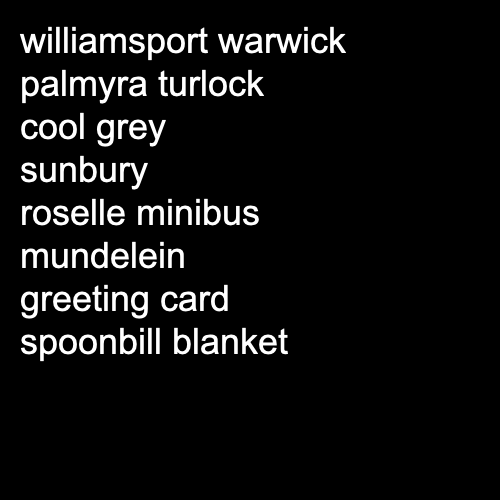 williamsport warwick
palmyra turlock
cool grey
sunbury
roselle minibus
mundelein
greeting card
spoonbill blanket